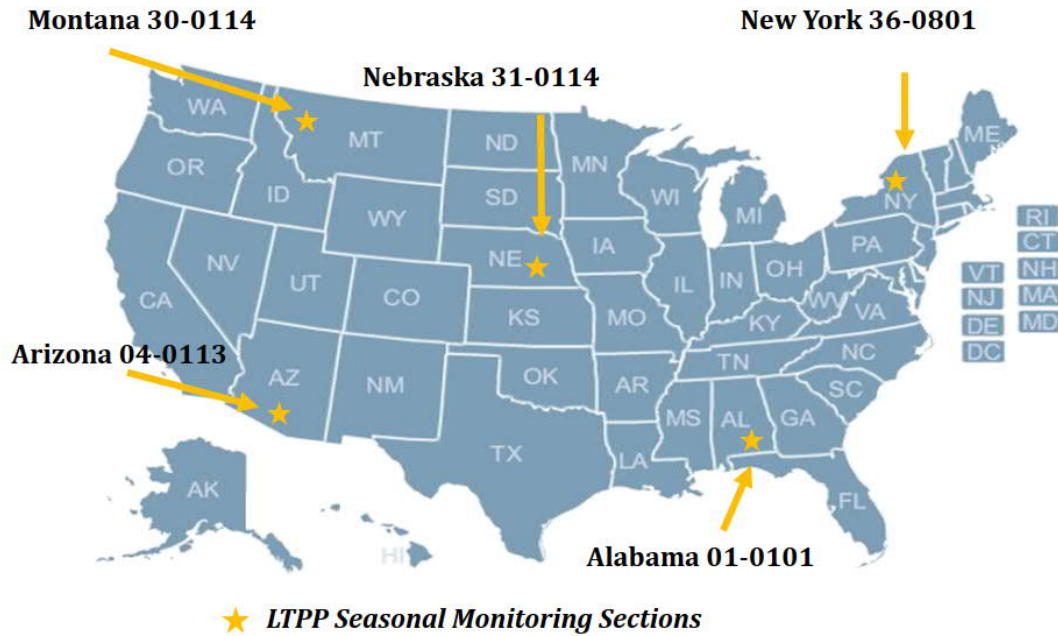 Montana 30-0114
New York 36-0801
Nebraska 31-0114
WA
MT
ND
MN
ME
OR
ID
SD
WI
MI
NY
WY
RI
CT
NV
NE
IA
PA
VT
NH
UT
CO
IL
IN
OH
NJ
MA
CA
KS
MO
WV
VA
DE
MD
KY
DC
Arizona 04-0113
AZ
NM
OK
AR
TN
NC
SC
MS
AL
GA
TX
LA
AK
FL
HI
Alabama 01-0101
LTPP Seasonal Monitoring Sections